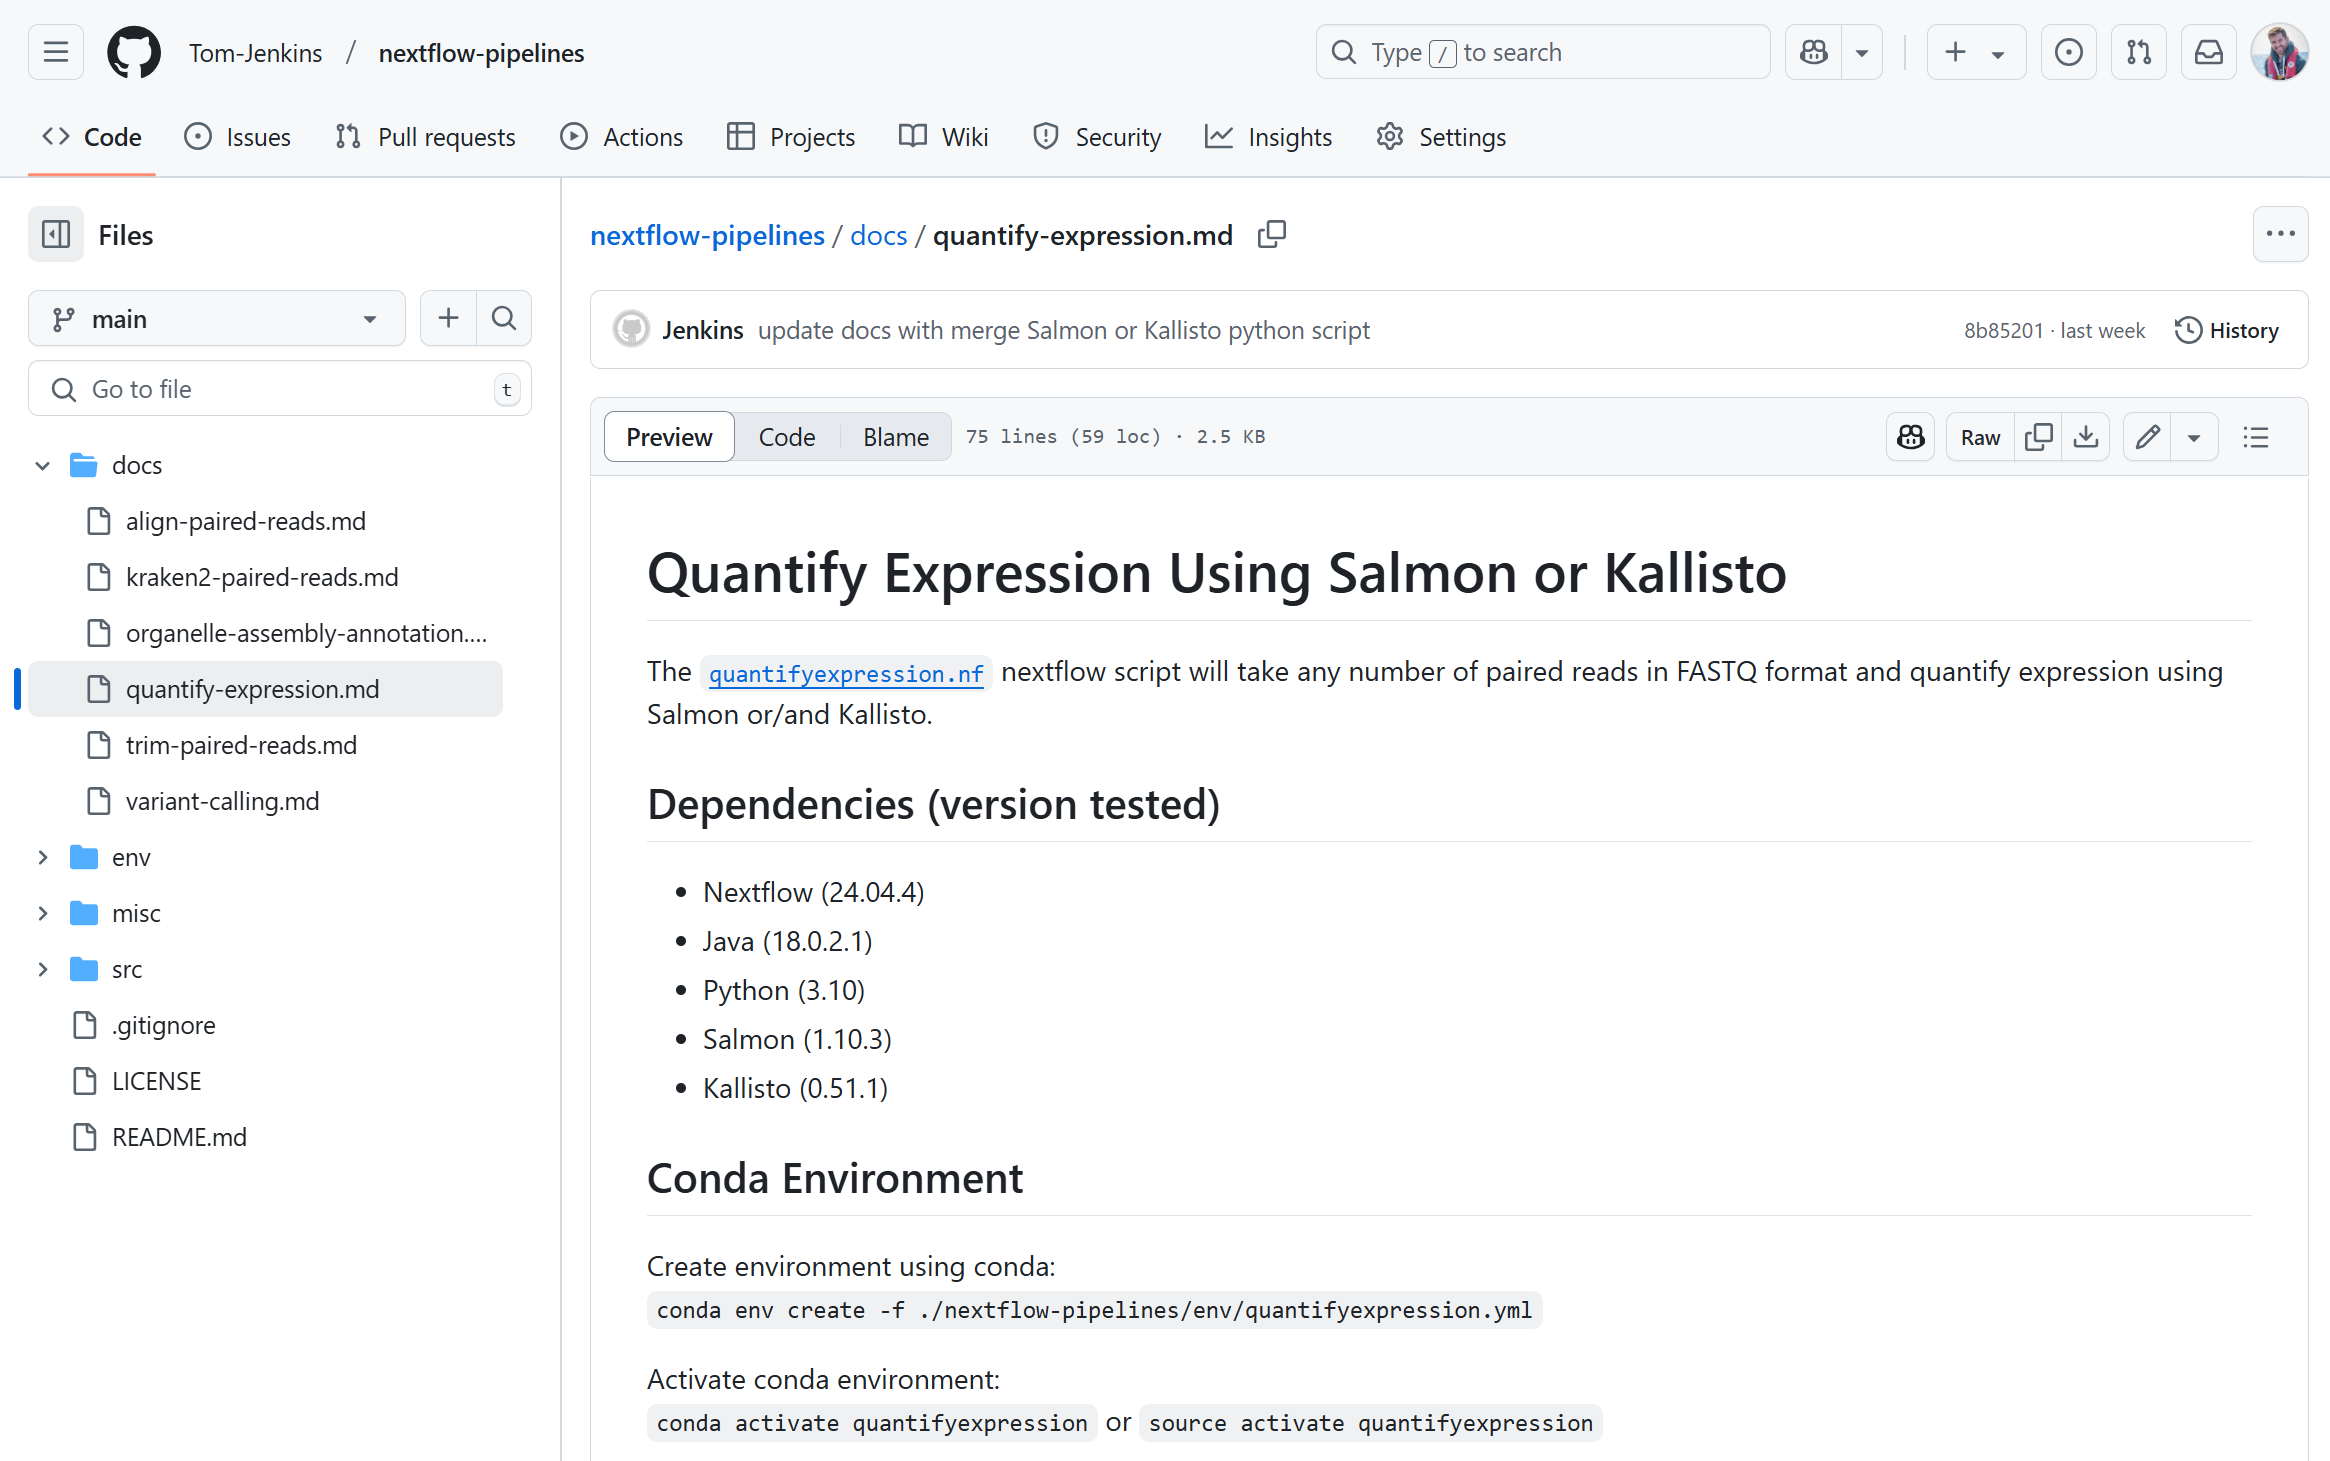 Tom-Jenkins / nextflow-pipelines
Type / to search
Code
Issues
Pull requests
Actions
Projects
Wiki
Security
Insights
Settings
Files
main
Go to file
t
docs
align-paired-reads.md
kraken2-paired-reads.md
organelle-assembly-annotation....
quantify-expression.md
trim-paired-reads.md
variant-calling.md
env
misc
src
.gitignore
LICENSE
README.md
nextflow-pipelines / docs / quantify-expression.md
Jenkins update docs with merge Salmon or Kallisto python script
8b85201 · last week
History
Preview
Code
Blame
75 lines (59 loc) · 2.5 KB
Raw
Quantify Expression Using Salmon or Kallisto
The quantifyexpression.nf nextflow script will take any number of paired reads in FASTQ format and quantify expression using
Salmon or/and Kallisto.
Dependencies (version tested)
• Nextflow (24.04.4)
• Java (18.0.2.1)
• Python (3.10)
• Salmon (1.10.3)
• Kallisto (0.51.1)
Conda Environment
Create environment using conda:
conda env create -f ./nextflow-pipelines/env/quantifyexpression.yml
Activate conda environment:
conda activate quantifyexpression or source activate quantifyexpression